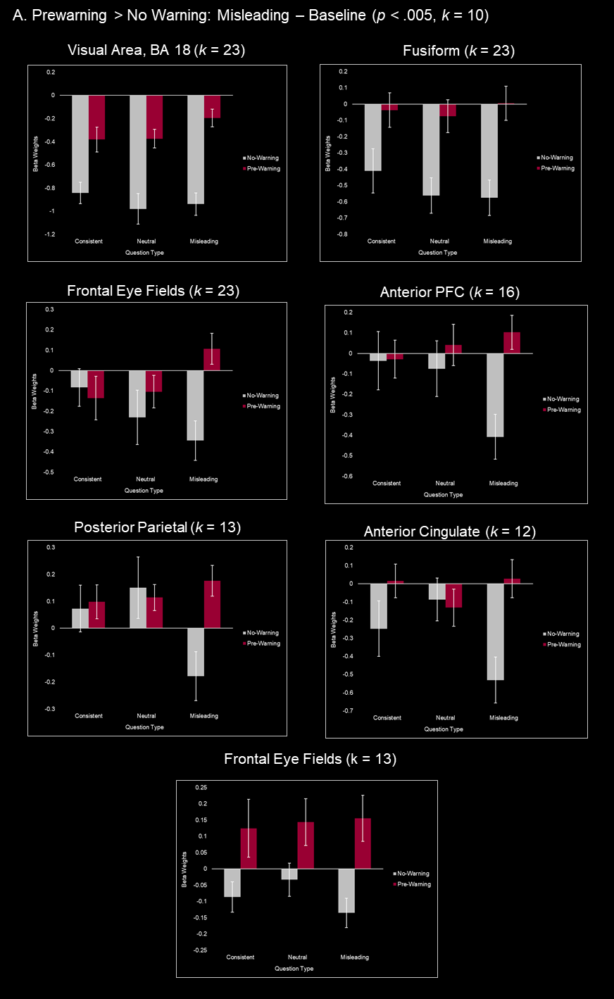 A. Prewarning > No Warning: Misleading – Baseline (p < .005, k = 10)
Visual Area, BA 18 (k = 23)
0.2
0
-0.2
-0.4
-0.6
-0.8
-1
-1.2
Beta Weights
Consistent Neutral Misleading
Question Type
No-Warning
Pre-Warning
Fusiform (k = 23)
0.2
0.1
0
-0.1
-0.2
-0.3
-0.4
-0.5
-0.6
-0.7
-0.8
Beta Weights
Consistent Neutral Misleading
Question Type
No-Warning
Pre-Warning
Frontal Eye Fields (k = 23)
0.3
0.2
0.1
0
-0.1
-0.2
-0.3
-0.4
-0.5
Beta Weights
Consistent Neutral Misleading
Question Type
No-Warning
Pre-Warning
Anterior PFC (k = 16)
0.2
0.1
0
-0.1
-0.2
-0.3
-0.4
-0.5
-0.6
Beta Weights
Consistent Neutral Misleading
Question Type
No-Warning
Pre-Warning
Posterior Parietal (k = 13)
0.3
0.2
0.1
0
-0.1
-0.2
-0.3
Beta Weights
Consistent Neutral Misleading
Question Type
No-Warning
Pre-Warning
Anterior Cingulate (k = 12)
0.2
0.1
0
-0.1
-0.2
-0.3
-0.4
-0.5
-0.6
-0.7
Beta Weights
Consistent Neutral Misleading
Question Type
No-Warning
Pre-Warning
Frontal Eye Fields (k = 13)
0.25
0.2
0.15
0.1
0.05
0
-0.05
-0.1
-0.15
-0.2
-0.25
Beta Weights
Consistent Neutral Misleading
Question Type
No-Warning
Pre-Warning